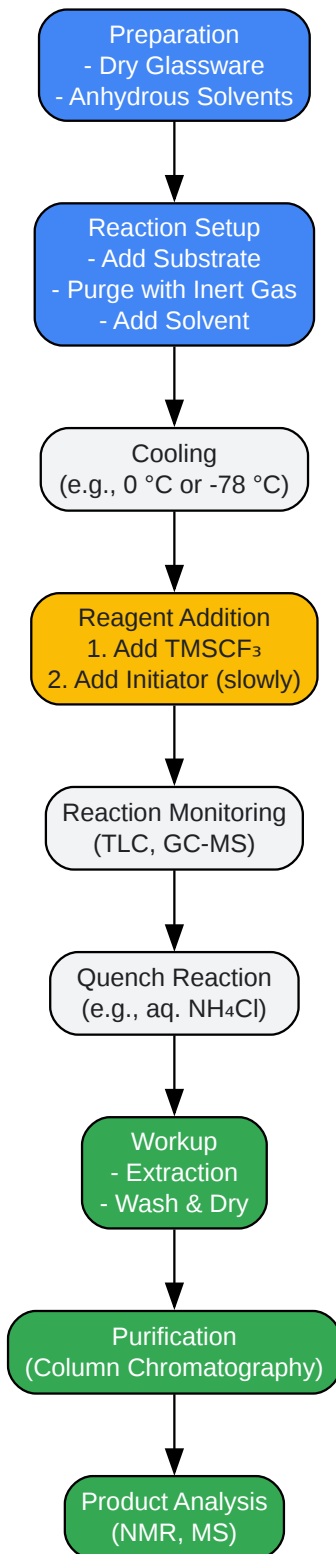 Preparation
- Dry Glassware
- Anhydrous Solvents
Reaction Setup
- Add Substrate
- Purge with Inert Gas
- Add Solvent
Cooling
(e.g., 0 °C or -78 °C)
Reagent Addition
1. Add TMSCF₃
2. Add Initiator (slowly)
Reaction Monitoring
(TLC, GC-MS)
Quench Reaction
(e.g., aq. NH₄Cl)
Workup
- Extraction
- Wash & Dry
Purification
(Column Chromatography)
Product Analysis
(NMR, MS)